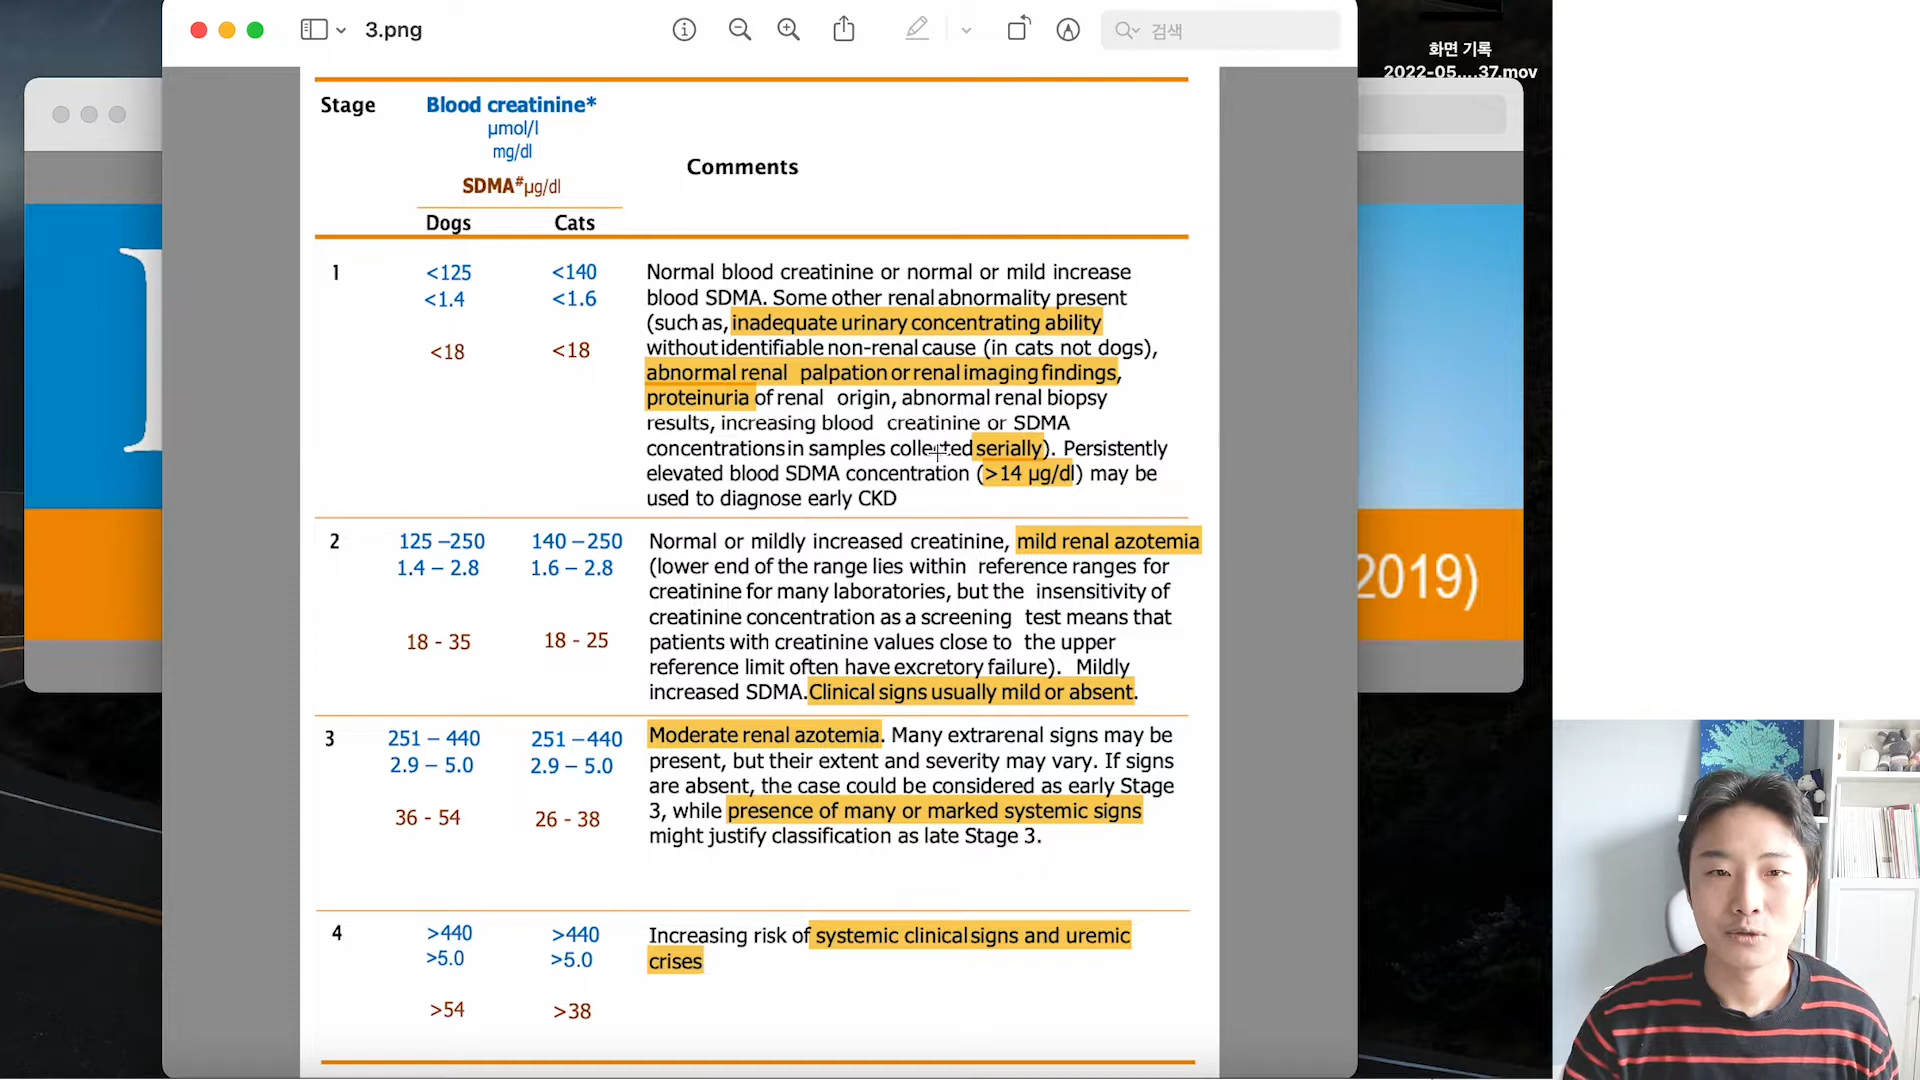 3.png
검색
화면 기록
2022-05....37.mov
Stage
Blood creatinine*
µmol/l
mg/dl
SDMA#µg/dl
Comments
Dogs
Cats
1
<125
<140
<1.4
<1.6
<18
<18
Normal blood creatinine or normal or mild increase
blood SDMA. Some other renal abnormality present
(such as, inadequate urinary concentrating ability
without identifiable non-renal cause (in cats not dogs),
abnormal renal palpation or renal imaging findings,
proteinuria of renal origin, abnormal renal biopsy
results, increasing blood creatinine or SDMA
concentrations in samples collected serially). Persistently
elevated blood SDMA concentration (>14 µg/dl) may be
used to diagnose early CKD
2
125 –250
140 –250
1.4 – 2.8
1.6 – 2.8
18 - 35
18 - 25
Normal or mildly increased creatinine, mild renal azotemia
(lower end of the range lies within reference ranges for
creatinine for many laboratories, but the insensitivity of
creatinine concentration as a screening test means that
patients with creatinine values close to the upper
reference limit often have excretory failure). Mildly
increased SDMA. Clinical signs usually mild or absent.
3
251 – 440
251 – 440
2.9 – 5.0
2.9 – 5.0
36 - 54
26 - 38
Moderate renal azotemia. Many extrarenal signs may be
present, but their extent and severity may vary. If signs
are absent, the case could be considered as early Stage
3, while presence of many or marked systemic signs
might justify classification as late Stage 3.
4
>440
>440
>5.0
>5.0
>54
>38
Increasing risk of systemic clinical signs and uremic
crises
2019)